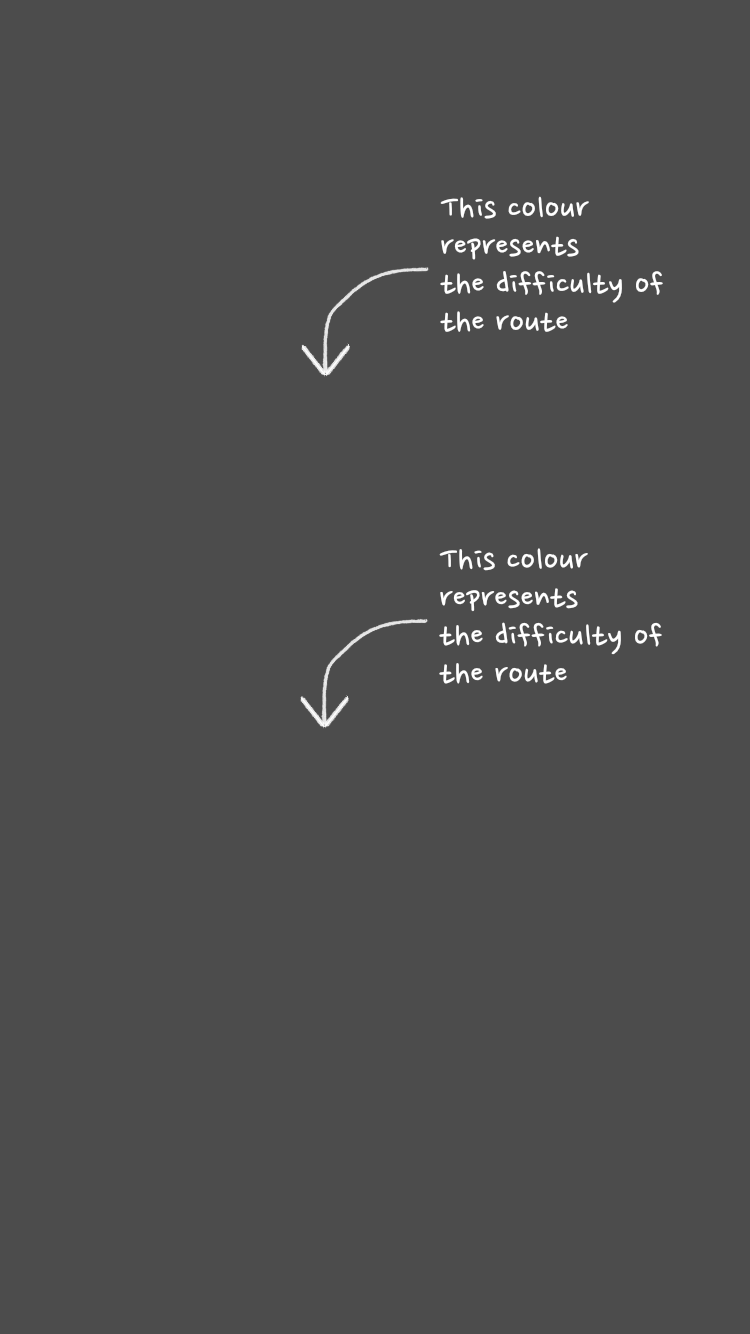 This colour
represents
the difficulty of
the route
This colour
represents
the difficulty of
the route